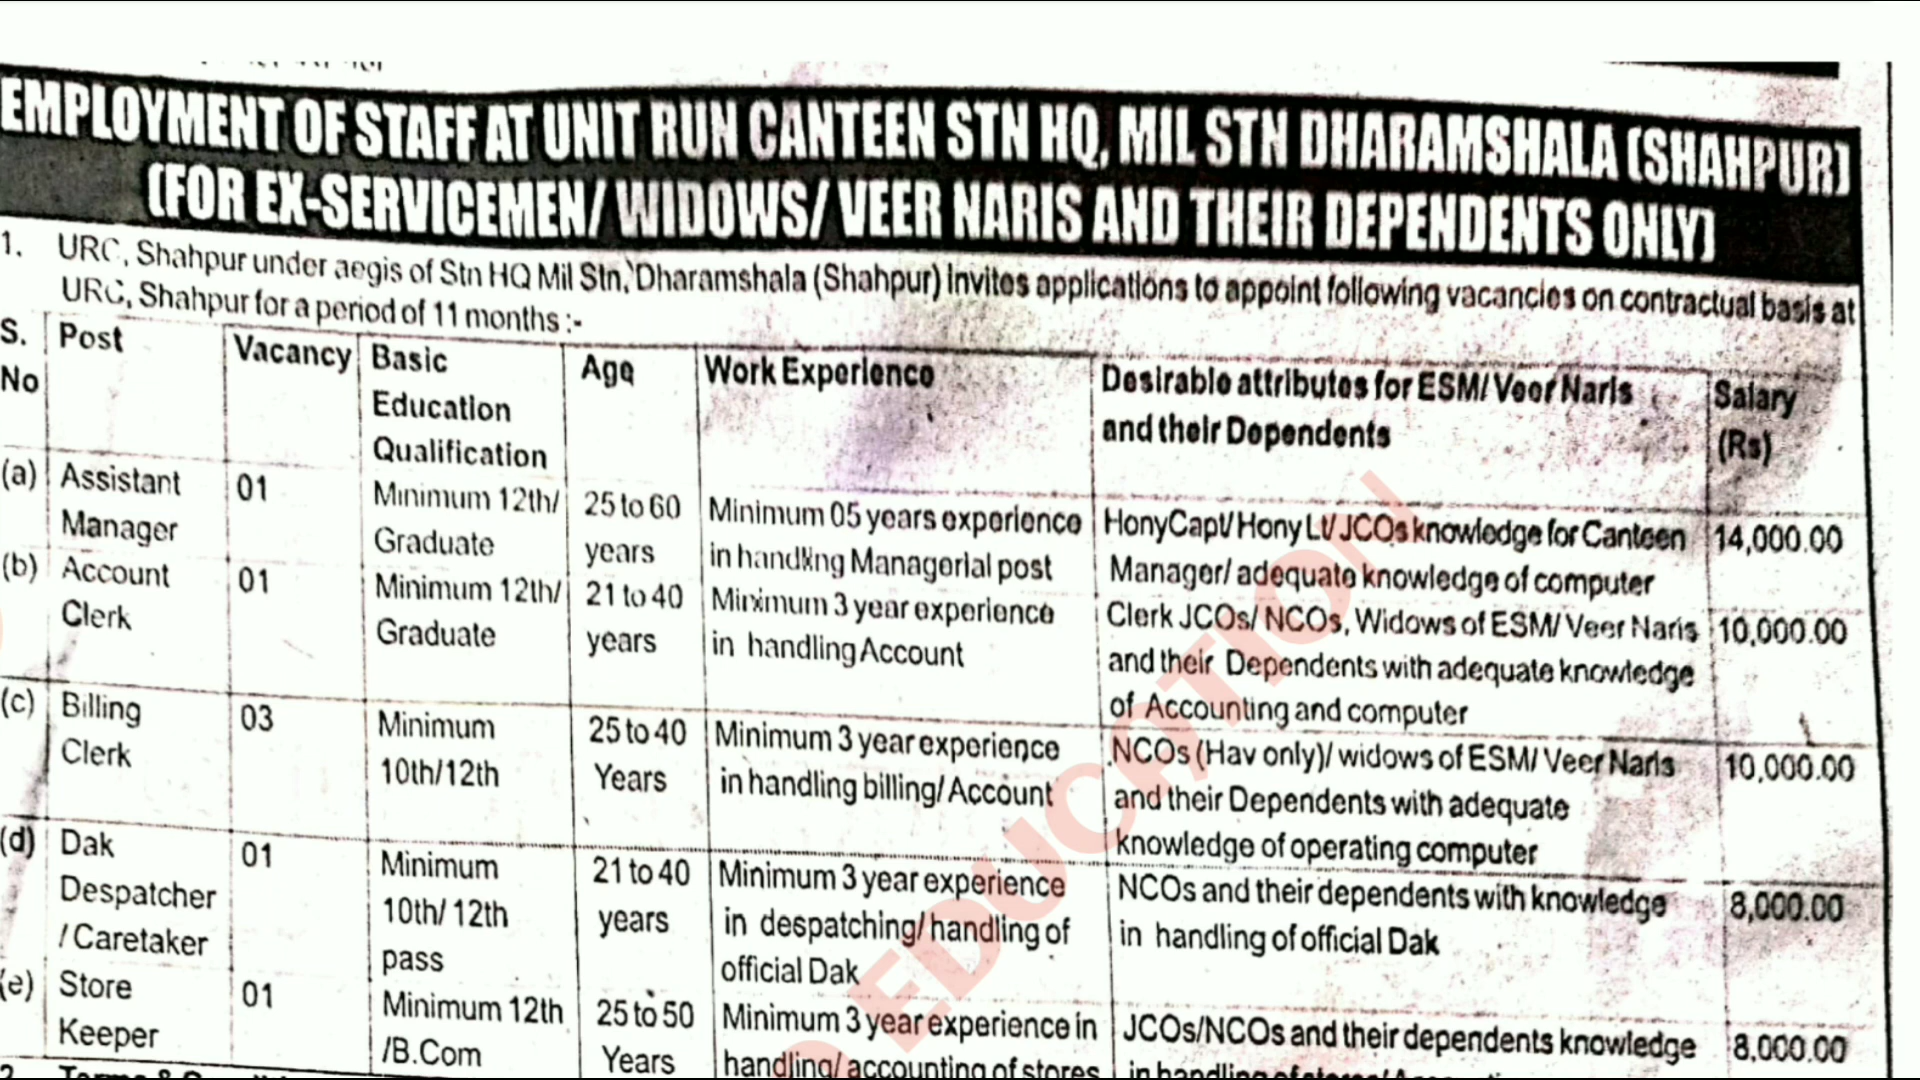 EMPLOYMENT OF STAFF AT UNIT RUN CANTEEN STN HQ, MIL STN DHARAMSHALA (SHAHPUR)
(FOR EX-SERVICEMEN/ WIDOWS/ VEER NARIS AND THEIR DEPENDENTS ONLY)
1. URC, Shahpur under aegis of Stn HQ Mil Stn, Dharamshala (Shahpur) invites applications to appoint following vacancies on contractual basis at
URC, Shahpur for a period of 11 months :-
S. No Post Vacancy Basic Education Qualification Age Work Experience Desirable attributes for ESM/ Veer Naris and their Dependents Salary (Rs)
(a) Assistant Manager 01 Minimum 12th/ Graduate 25 to 60 years Minimum 05 years experience in handling Managerial post Hony Capt/ Hony Lt/ JCOs knowledge for Canteen Manager/ adequate knowledge of computer 14,000.00
(b) Account Clerk 01 Minimum 12th/ Graduate 21 to 40 years Minimum 3 year experience in handling Account Clerk JCOs/ NCOs, Widows of ESM/ Veer Naris and their Dependents with adequate knowledge of Accounting and computer 10,000.00
(c) Billing Clerk 03 Minimum 10th/12th 25 to 40 Years Minimum 3 year experience in handling billing/ Account NCOs (Hav only)/ widows of ESM/ Veer Naris and their Dependents with adequate knowledge of operating computer 10,000.00
(d) Dak Despatcher / Caretaker 01 Minimum 10th/ 12th pass 21 to 40 years Minimum 3 year experience in despatching/ handling of official Dak NCOs and their dependents with knowledge in handling of official Dak 8,000.00
(e) Store Keeper 01 Minimum 12th /B.Com 25 to 50 Years Minimum 3 year experience in handling/ accounting of stores JCOs/NCOs and their dependents knowledge in handling of 8,000.00
2. Terms &
EDUCATION